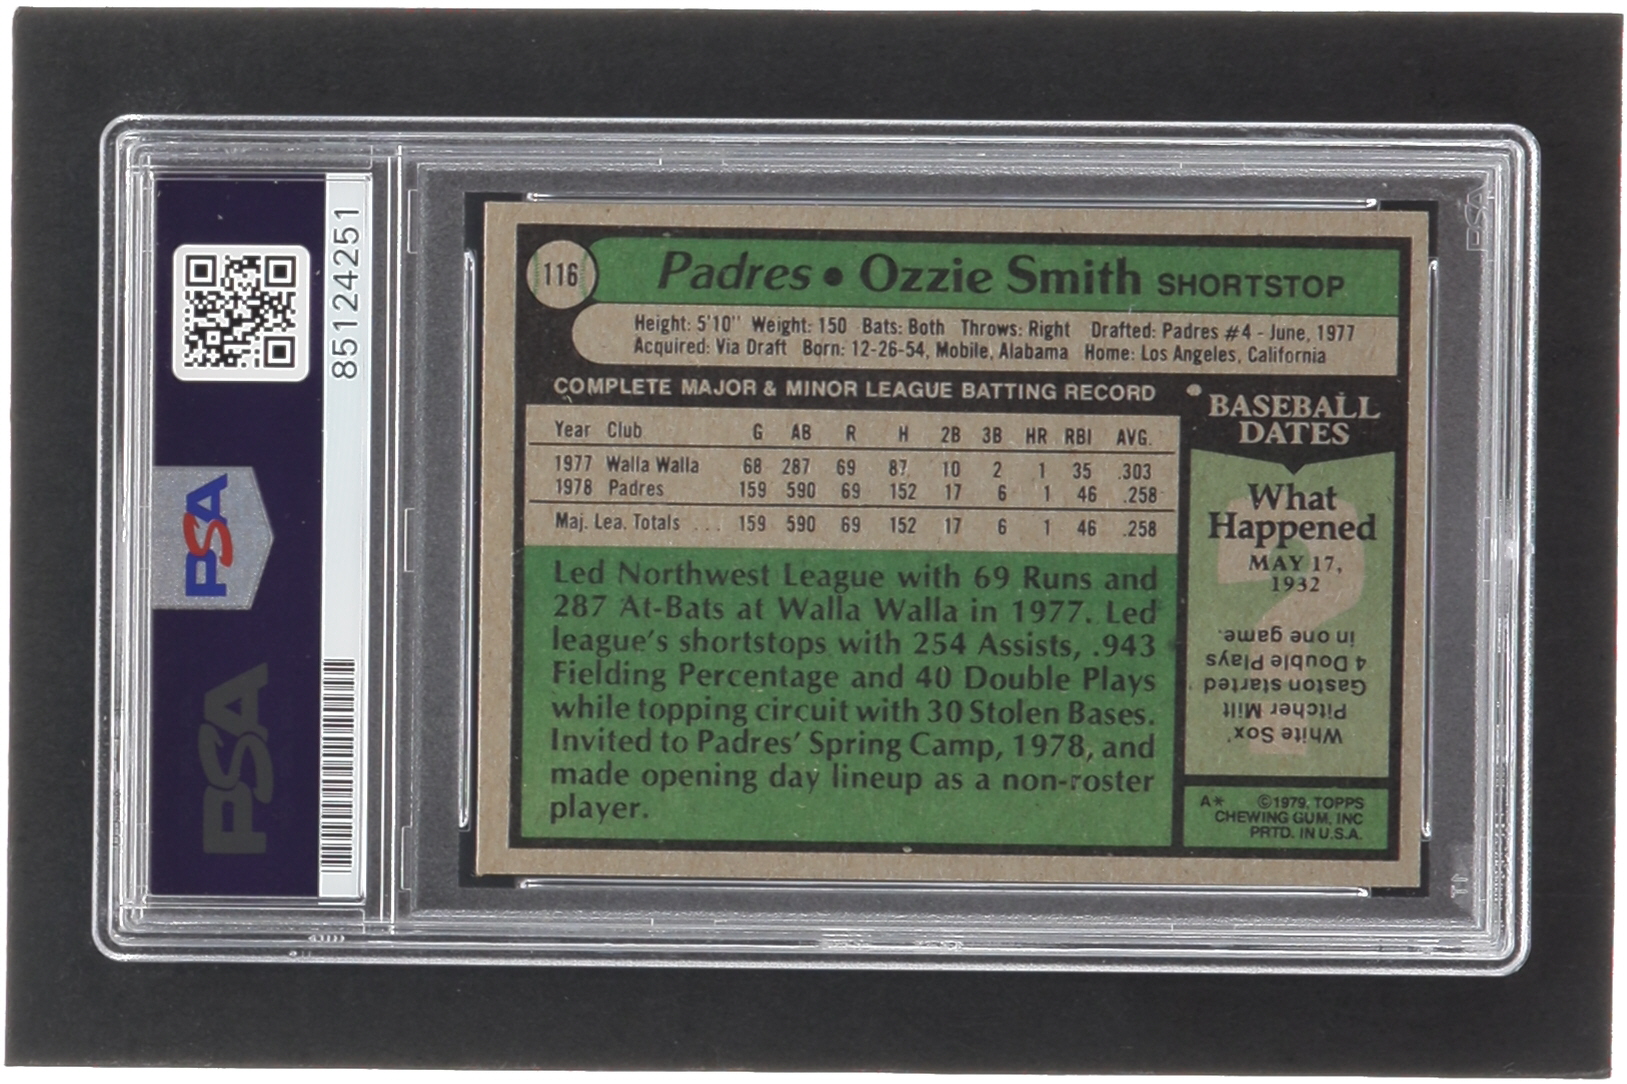 85124251
PSA
PSA
PSA
116
Padres • Ozzie Smith SHORTSTOP
Height: 5'10" Weight: 150 Bats: Both Throws: Right Drafted: Padres #4 - June, 1977
Acquired: Via Draft Born: 12-26-54, Mobile, Alabama Home: Los Angeles, California
COMPLETE MAJOR & MINOR LEAGUE BATTING RECORD
Year Club G AB R H 2B 3B HR RBI AVG.
1977 Walla Walla 68 287 69 87 10 2 1 35 .303
1978 Padres 159 590 69 152 17 6 1 46 .258
Maj. Lea. Totals ... 159 590 69 152 17 6 1 46 .258
Led Northwest League with 69 Runs and
287 At-Bats at Walla Walla in 1977. Led
league's shortstops with 254 Assists, .943
Fielding Percentage and 40 Double Plays
while topping circuit with 30 Stolen Bases.
Invited to Padres' Spring Camp, 1978, and
made opening day lineup as a non-roster
player.
BASEBALL
DATES
What
Happened
MAY 17,
1932
White Sox'
Pitcher Milt
Gaston started
4 Double Plays
in one game.
A* ©1979, TOPPS
CHEWING GUM, INC
PRTD. IN U.S.A.